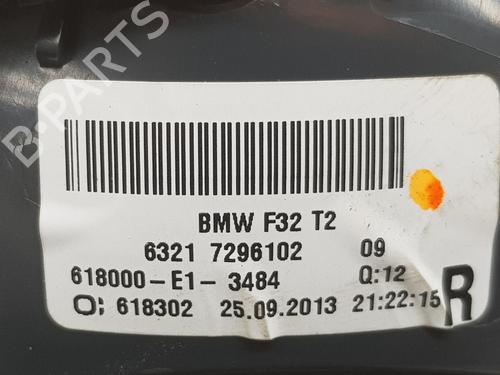 B-PARTS
BMW F32 T2
6321 7296102 09
618000-E1-3484 Q:12
O; 618302 25.09.2013 21:22:15 R